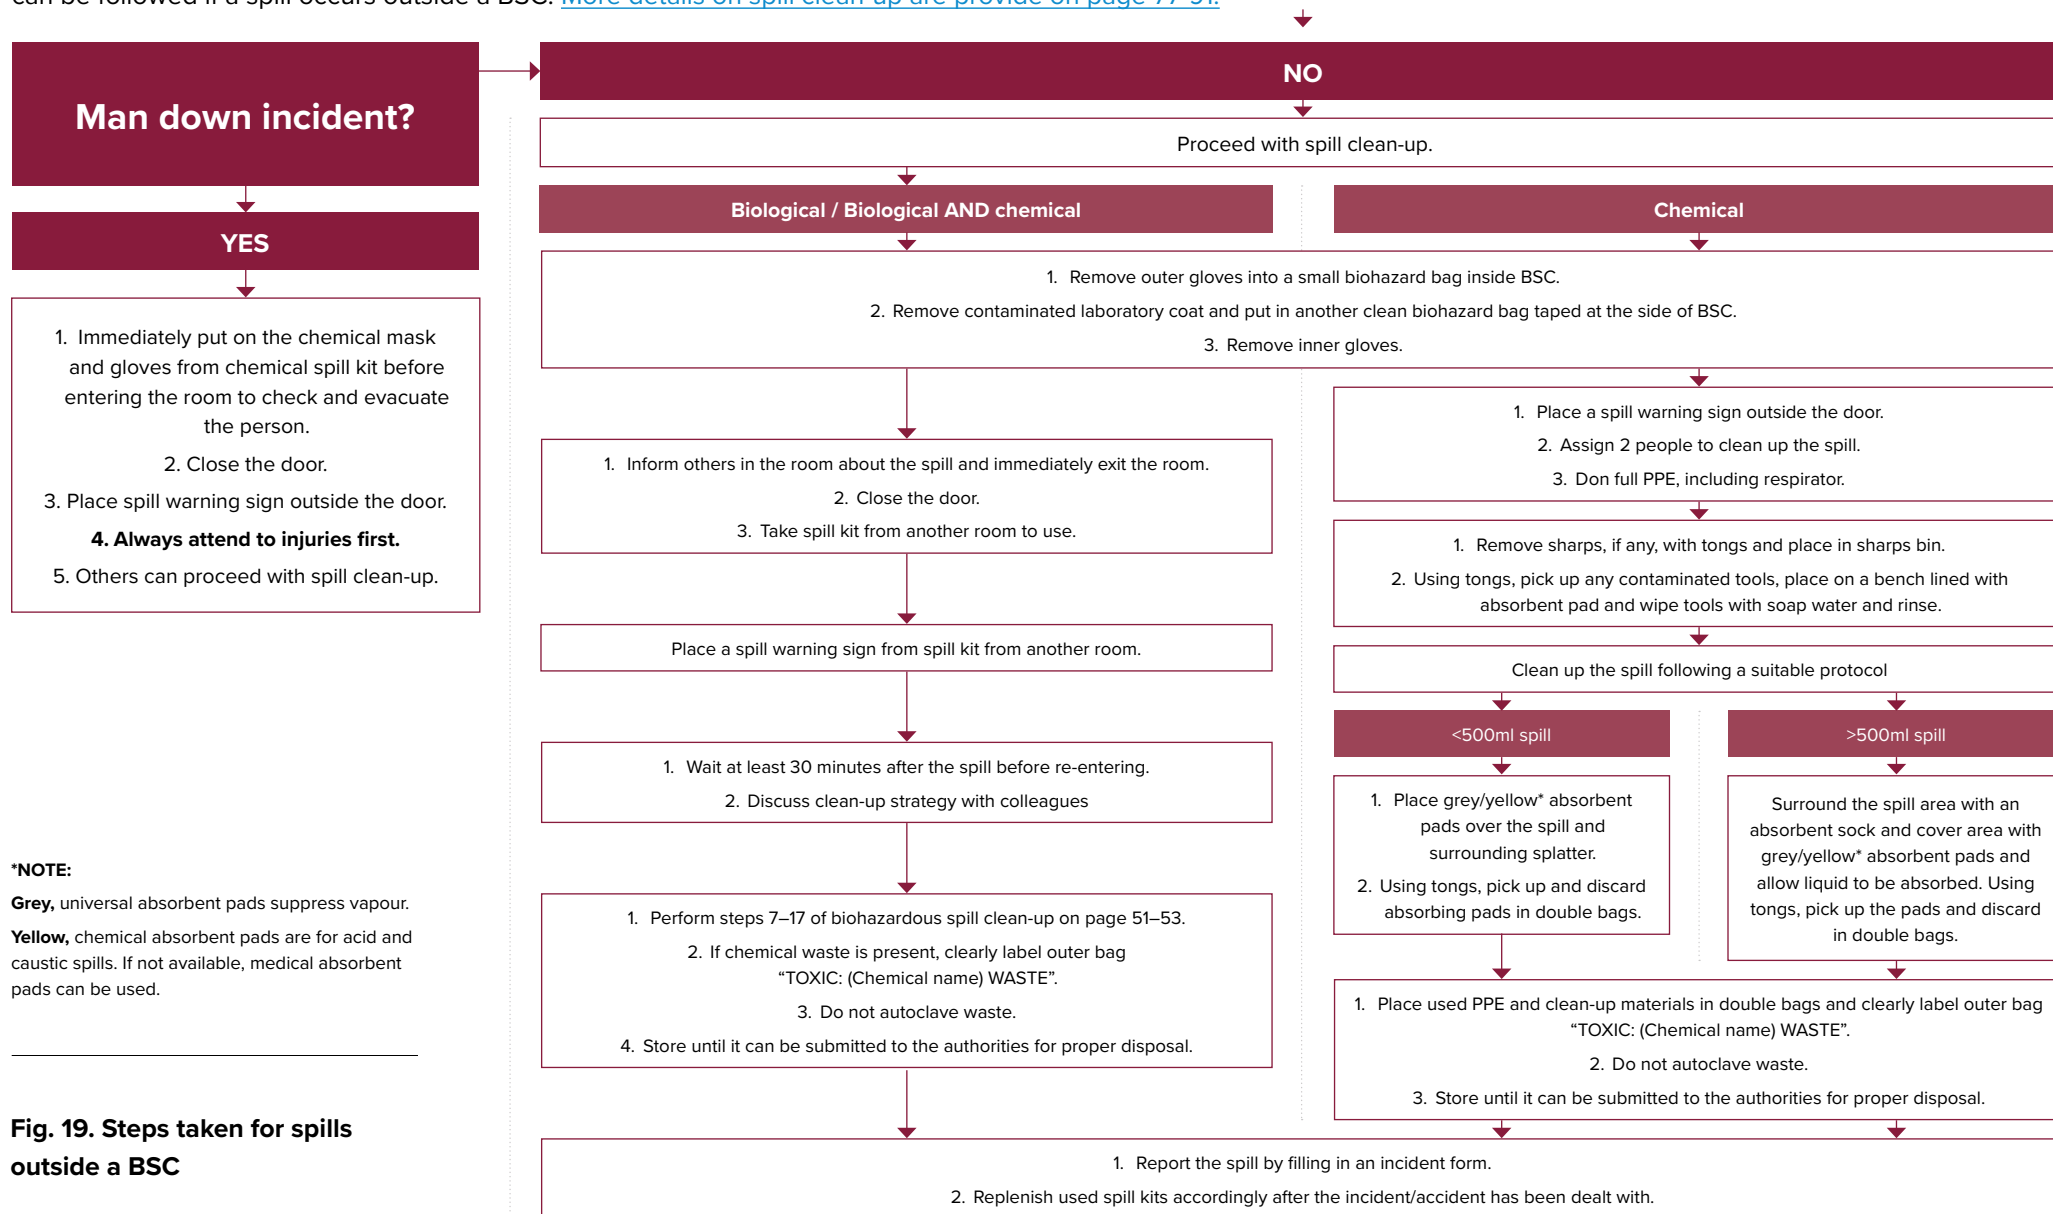 can be followed if a spill occurs outside a BSC. More details on spill clean-up are provide on page 77-91.
Man down incident?
YES
1. Immediately put on the chemical mask
and gloves from chemical spill kit before
entering the room to check and evacuate
the person.
2. Close the door.
3. Place spill warning sign outside the door.
4. Always attend to injuries first.
5. Others can proceed with spill clean-up.
*NOTE:
Grey, universal absorbent pads suppress vapour.
Yellow, chemical absorbent pads are for acid and
caustic spills. If not available, medical absorbent
pads can be used.
Fig. 19. Steps taken for spills
outside a BSC
NO
Proceed with spill clean-up.
Biological / Biological AND chemical
Chemical
1. Remove outer gloves into a small biohazard bag inside BSC.
2. Remove contaminated laboratory coat and put in another clean biohazard bag taped at the side of BSC.
3. Remove inner gloves.
1. Inform others in the room about the spill and immediately exit the room.
2. Close the door.
3. Take spill kit from another room to use.
Place a spill warning sign from spill kit from another room.
1. Wait at least 30 minutes after the spill before re-entering.
2. Discuss clean-up strategy with colleagues
1. Perform steps 7–17 of biohazardous spill clean-up on page 51–53.
2. If chemical waste is present, clearly label outer bag
“TOXIC: (Chemical name) WASTE”.
3. Do not autoclave waste.
4. Store until it can be submitted to the authorities for proper disposal.
1. Place a spill warning sign outside the door.
2. Assign 2 people to clean up the spill.
3. Don full PPE, including respirator.
1. Remove sharps, if any, with tongs and place in sharps bin.
2. Using tongs, pick up any contaminated tools, place on a bench lined with
absorbent pad and wipe tools with soap water and rinse.
Clean up the spill following a suitable protocol
<500ml spill
1. Place grey/yellow* absorbent
pads over the spill and
surrounding splatter.
2. Using tongs, pick up and discard
absorbing pads in double bags.
>500ml spill
Surround the spill area with an
absorbent sock and cover area with
grey/yellow* absorbent pads and
allow liquid to be absorbed. Using
tongs, pick up the pads and discard
in double bags.
1. Place used PPE and clean-up materials in double bags and clearly label outer bag
“TOXIC: (Chemical name) WASTE”.
2. Do not autoclave waste.
3. Store until it can be submitted to the authorities for proper disposal.
1. Report the spill by filling in an incident form.
2. Replenish used spill kits accordingly after the incident/accident has been dealt with.